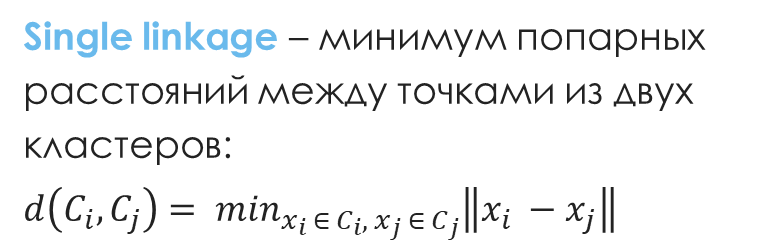 Single linkage – минимум попарных
расстояний между точками из двух
кластеров:
d(C_i, C_j) = min_{x_i ∈ C_i, x_j ∈ C_j}‖x_i − x_j‖